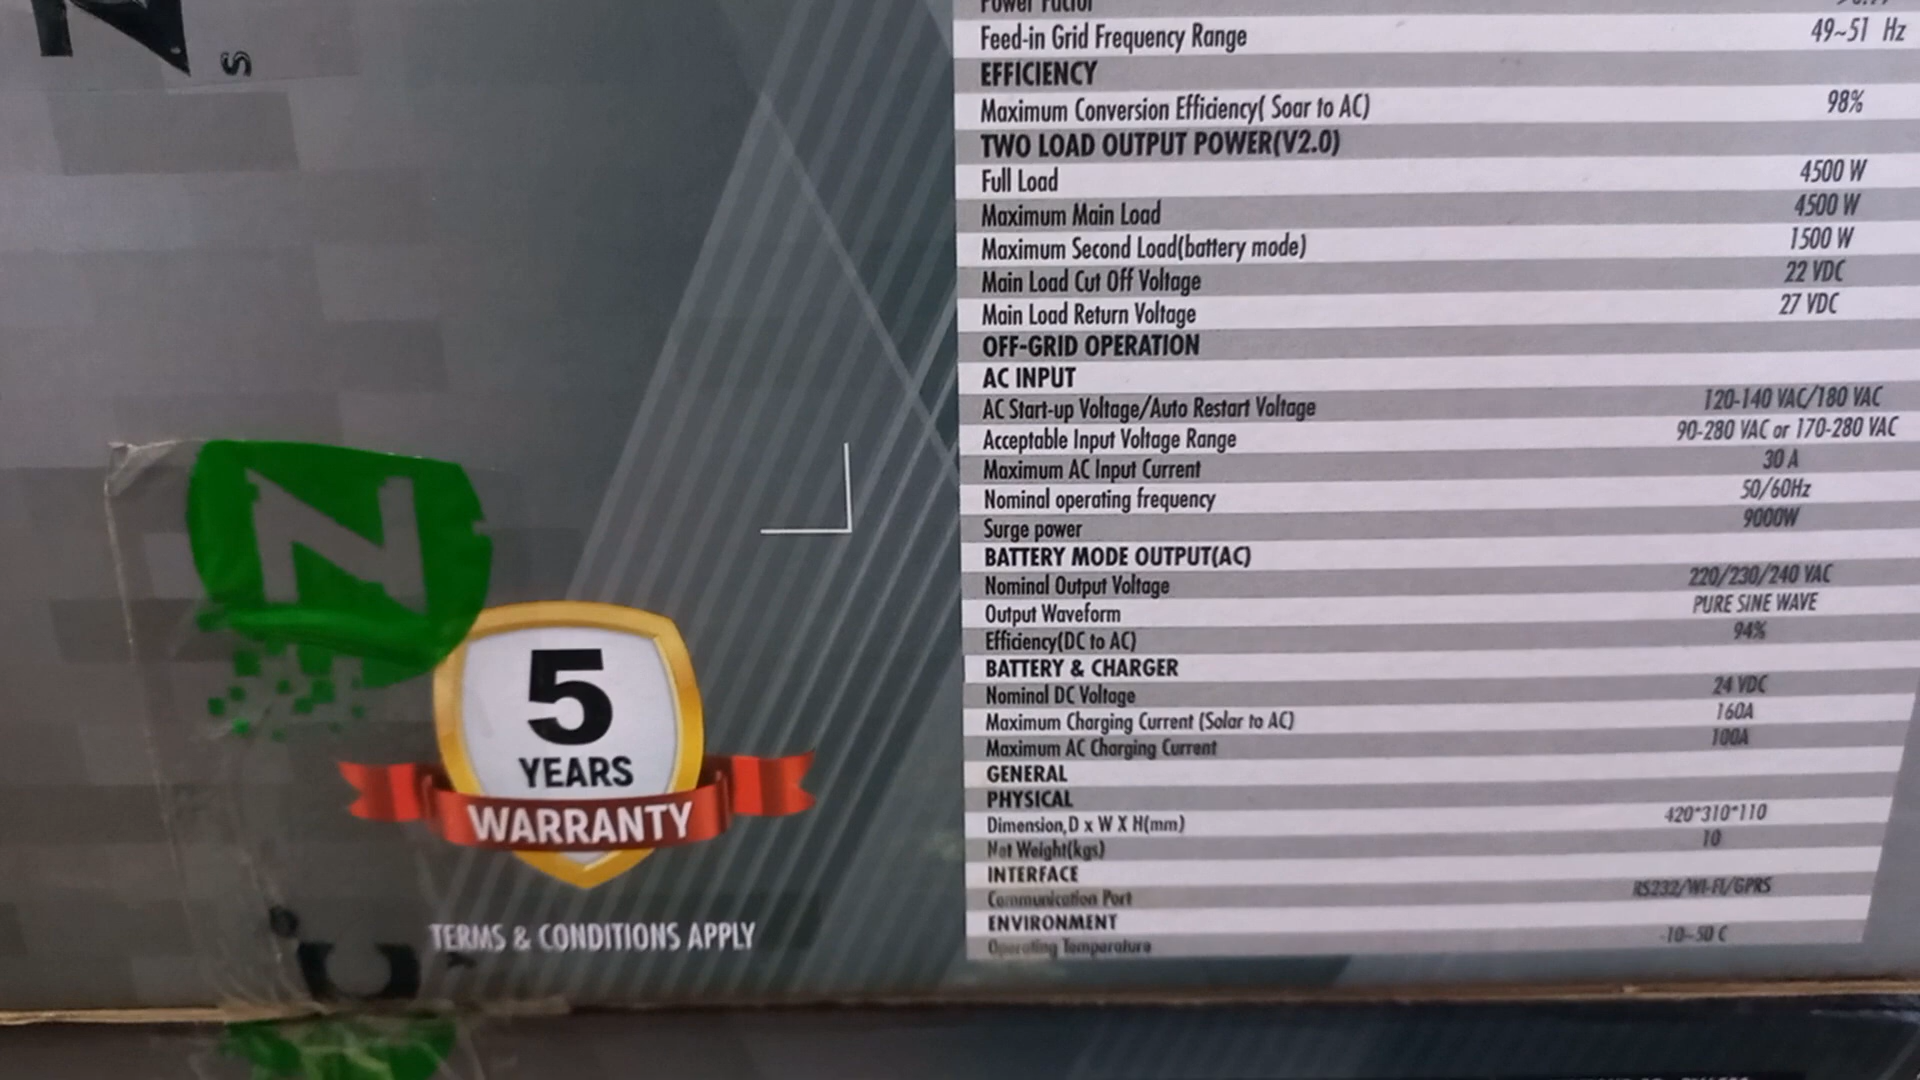 Power Factor
Feed-in Grid Frequency Range 49~51 Hz
EFFICIENCY
Maximum Conversion Efficiency( Soar to AC) 98%
TWO LOAD OUTPUT POWER(V2.0)
Full Load 4500 W
Maximum Main Load 4500 W
Maximum Second Load(battery mode) 1500 W
Main Load Cut Off Voltage 22 VDC
Main Load Return Voltage 27 VDC
OFF-GRID OPERATION
AC INPUT
AC Start-up Voltage/Auto Restart Voltage 120-140 VAC/180 VAC
Acceptable Input Voltage Range 90-280 VAC or 170-280 VAC
Maximum AC Input Current 30 A
Nominal operating frequency 50/60Hz
Surge power 9000W
BATTERY MODE OUTPUT(AC)
Nominal Output Voltage 220/230/240 VAC
Output Waveform PURE SINE WAVE
Efficiency(DC to AC) 94%
BATTERY & CHARGER
Nominal DC Voltage 24 VDC
Maximum Charging Current (Solar to AC) 160A
Maximum AC Charging Current 100A
GENERAL
PHYSICAL
Dimension,D x W X H(mm) 420*310*110
Net Weight(kgs) 10
INTERFACE
Communication Port RS232/WI-FI/GPRS
ENVIRONMENT
Operating Temperature -10~50 C
N
S
N
5
YEARS
WARRANTY
TERMS & CONDITIONS APPLY